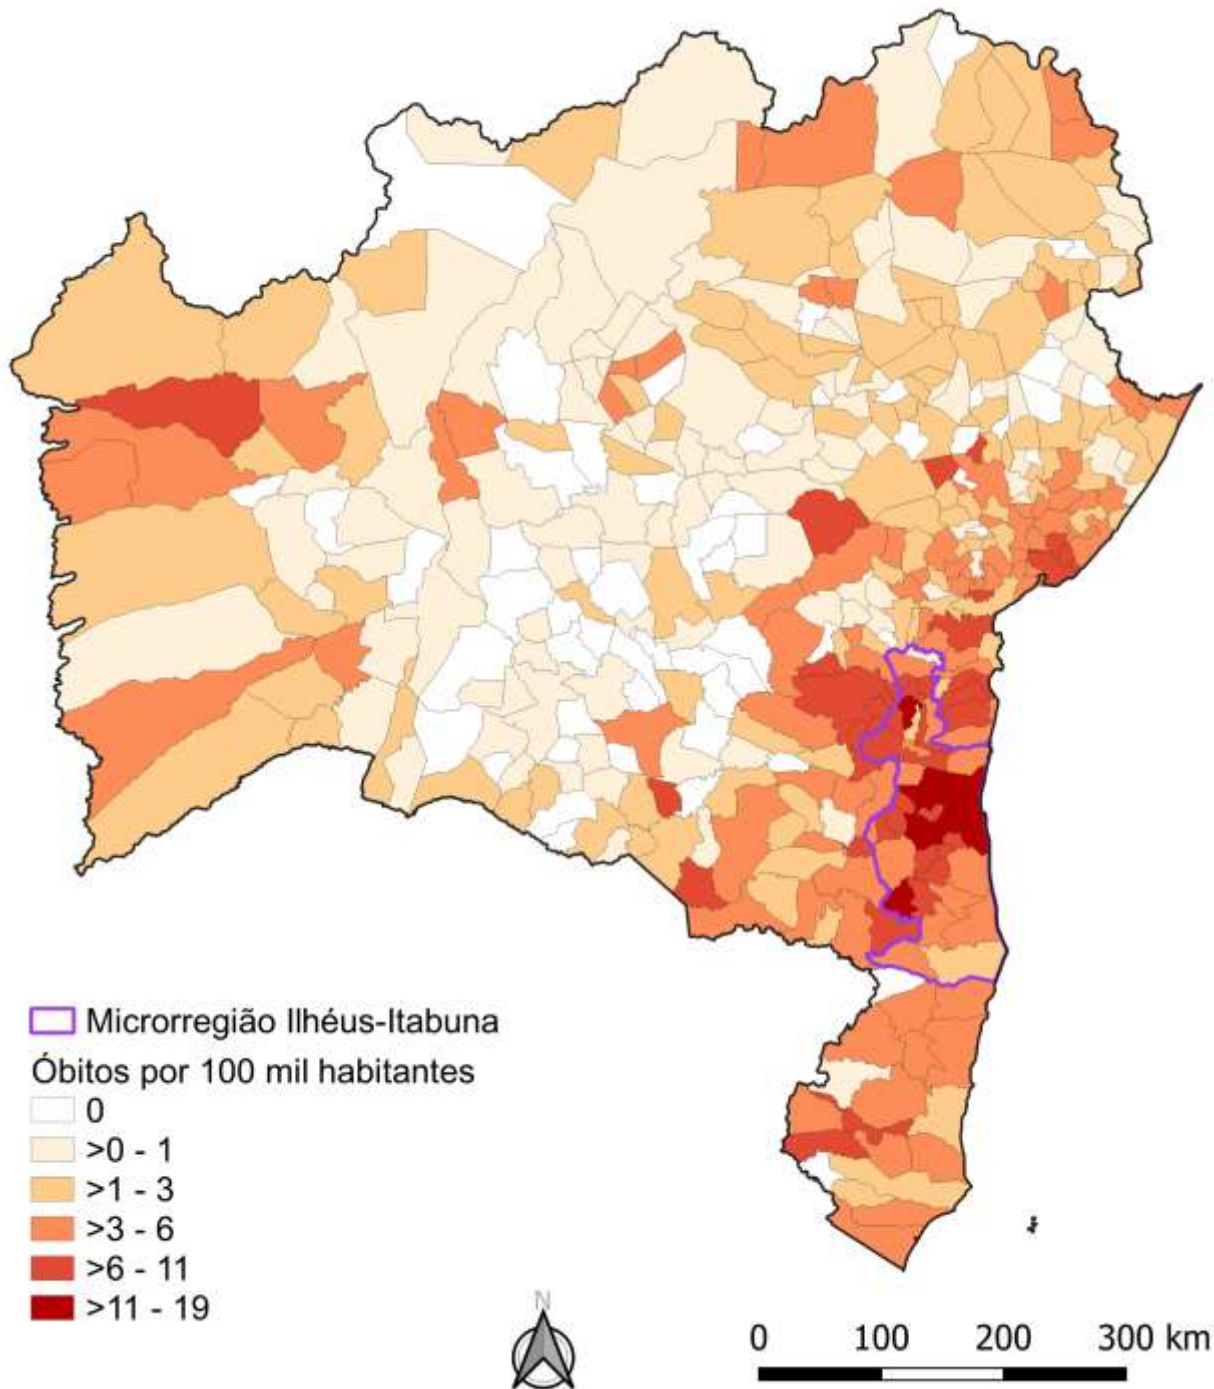 Microrregião Ilhéus-Itabuna
Óbitos por 100 mil habitantes
0
>0 - 1
>1 - 3
>3 - 6
>6 - 11
>11 - 19
N
0 100 200 300 km